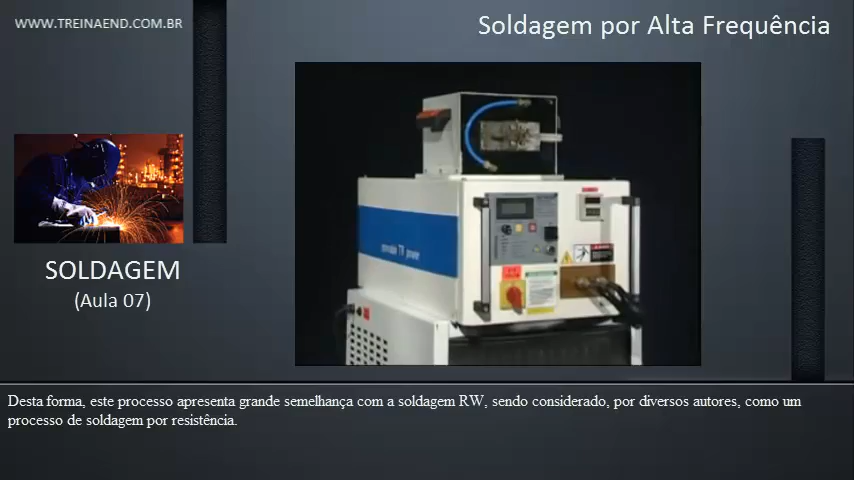 WWW.TREINAEND.COM.BR
Soldagem por Alta Frequência
SOLDAGEM
(Aula 07)
Desta forma, este processo apresenta grande semelhança com a soldagem RW, sendo considerado, por diversos autores, como um
processo de soldagem por resistência.